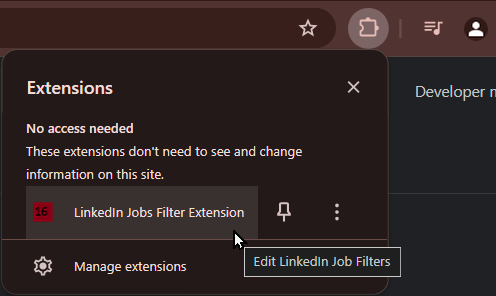 Extensions
Developer
No access needed
These extensions don't need to see and change
information on this site.
16
LinkedIn Jobs Filter Extension
Edit LinkedIn Job Filters
Manage extensions